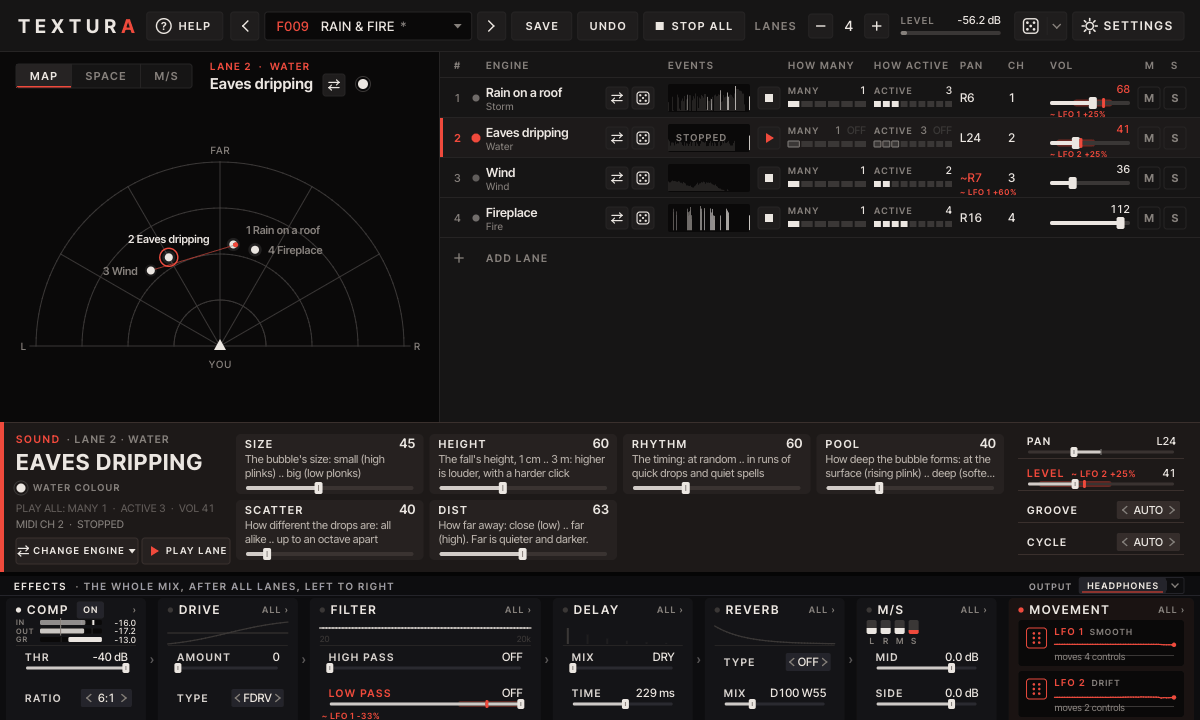 TEXTURA
HELP
F009 RAIN & FIRE *
SAVE
UNDO
STOP ALL
LANES
4
LEVEL -56.2 dB
SETTINGS
MAP SPACE M/S
LANE 2 · WATER
Eaves dripping
FAR
2 Eaves dripping
1 Rain on a roof
4 Fireplace
3 Wind
L
R
YOU
# ENGINE EVENTS HOW MANY HOW ACTIVE PAN CH VOL M S
1 Rain on a roof MANY 1 ACTIVE 3 R6 1 68 M S
Storm ~ LFO 1 +25%
2 Eaves dripping STOPPED MANY 1 OFF ACTIVE 3 OFF L24 2 41 M S
Water ~ LFO 2 +25%
3 Wind MANY 1 ACTIVE 2 ~R7 3 36 M S
Wind ~ LFO 1 +60%
4 Fireplace MANY 1 ACTIVE 4 R16 4 112 M S
Fire
+ ADD LANE
SOUND · LANE 2 · WATER
EAVES DRIPPING
WATER COLOUR
PLAY ALL: MANY 1 · ACTIVE 3 · VOL 41
MIDI CH 2 · STOPPED
CHANGE ENGINE
PLAY LANE
SIZE 45
The bubble's size: small (high
plinks) .. big (low plonks)
HEIGHT 60
The fall's height, 1 cm .. 3 m: higher
is louder, with a harder click
RHYTHM 60
The timing: at random .. in runs of
quick drops and quiet spells
POOL 40
How deep the bubble forms: at the
surface (rising plink) .. deep (softe...
SCATTER 40
How different the drops are: all
alike .. up to an octave apart
DIST 63
How far away: close (low) .. far
(high). Far is quieter and darker.
PAN L24
LEVEL ~ LFO 2 +25% 41
GROOVE < AUTO >
CYCLE < AUTO >
EFFECTS · THE WHOLE MIX, AFTER ALL LANES, LEFT TO RIGHT
OUTPUT HEADPHONES
COMP ON ›
IN -16.0
OUT -17.2
GR -13.0
THR -40 dB
RATIO < 6:1 >
DRIVE ALL ›
AMOUNT 0
TYPE < FDRV >
FILTER ALL ›
20 20k
HIGH PASS OFF
LOW PASS OFF
~ LFO 1 -33%
DELAY ALL ›
MIX DRY
TIME 229 ms
REVERB ALL ›
TYPE < OFF >
MIX D100 W55
M/S ALL ›
L R M S
MID 0.0 dB
SIDE 0.0 dB
MOVEMENT ALL ›
LFO 1 SMOOTH
moves 4 controls
LFO 2 DRIFT
moves 2 controls